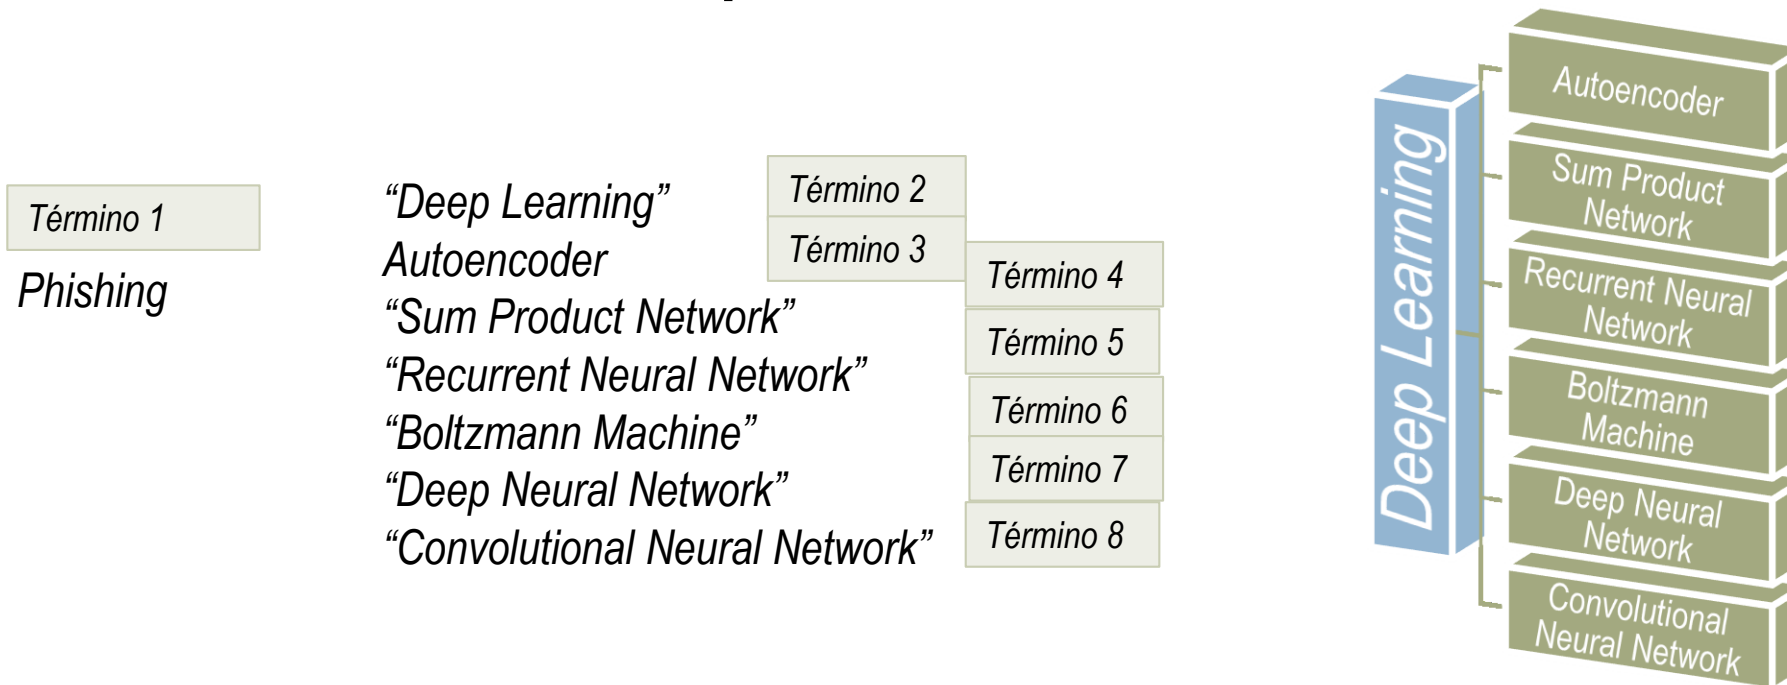 Término 1
Phishing
“Deep Learning”
Término 2
Autoencoder
Término 3
“Sum Product Network”
Término 4
“Recurrent Neural Network”
Término 5
“Boltzmann Machine”
Término 6
“Deep Neural Network”
Término 7
“Convolutional Neural Network”
Término 8
Deep Learning
Autoencoder
Sum Product
Network
Recurrent Neural
Network
Boltzmann
Machine
Deep Neural
Network
Convolutional
Neural Network